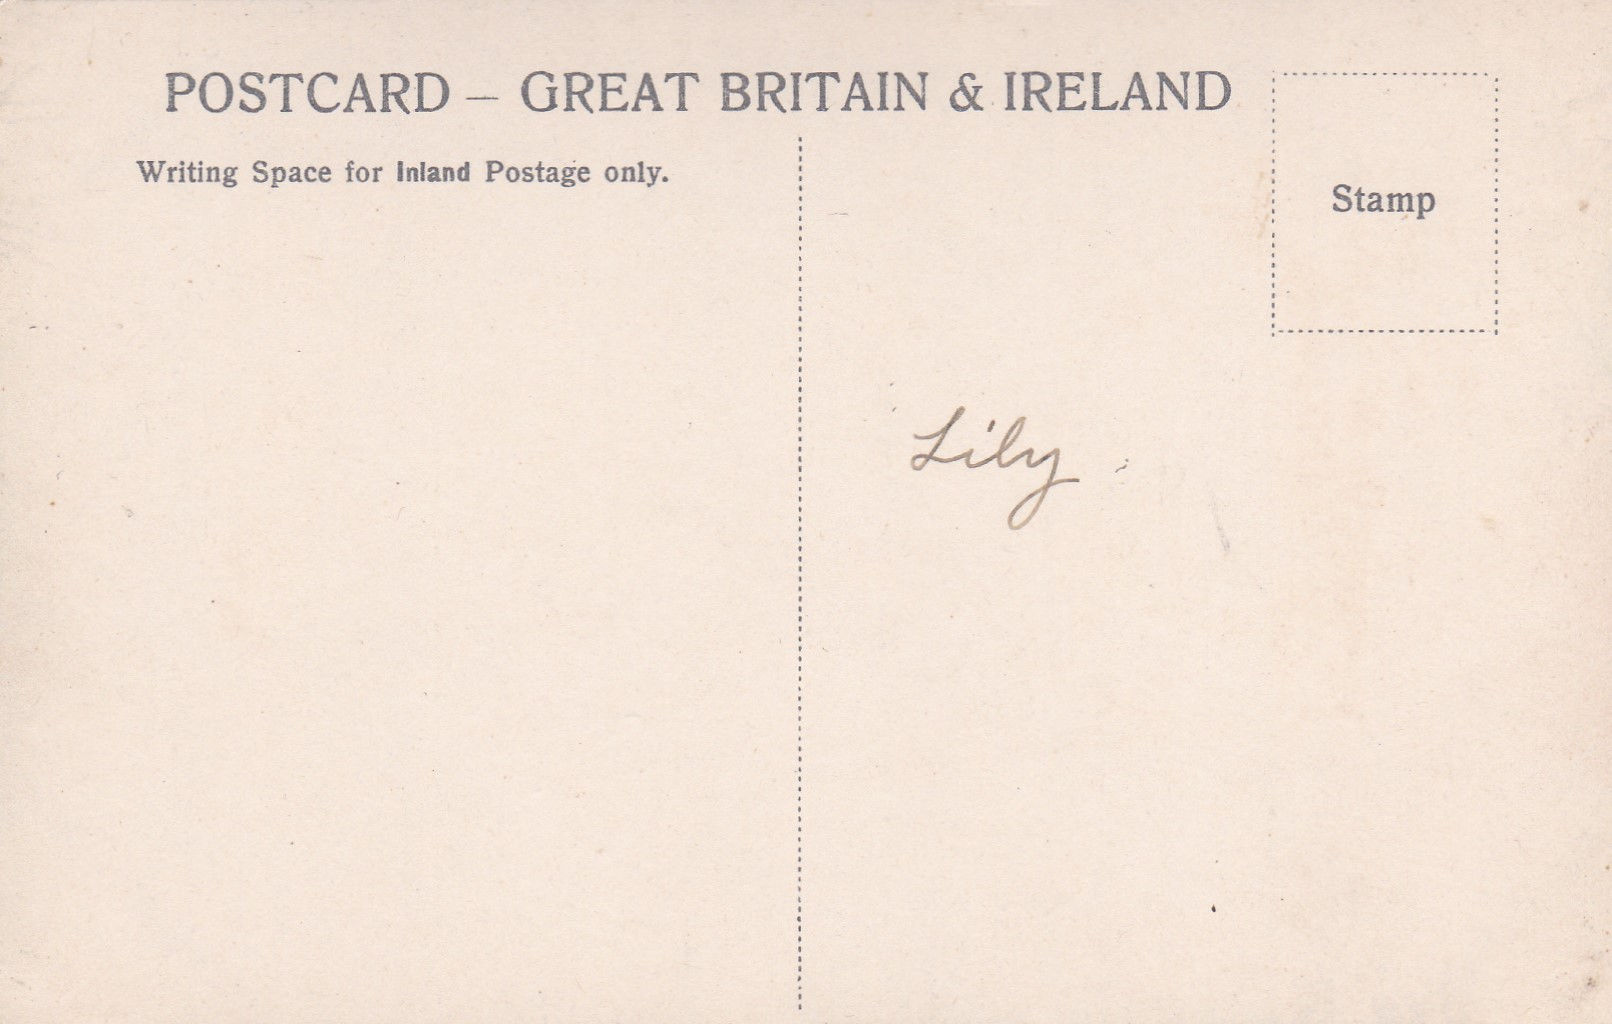 POSTCARD – GREAT BRITAIN & IRELAND
Writing Space for Inland Postage only.
Stamp
Lily